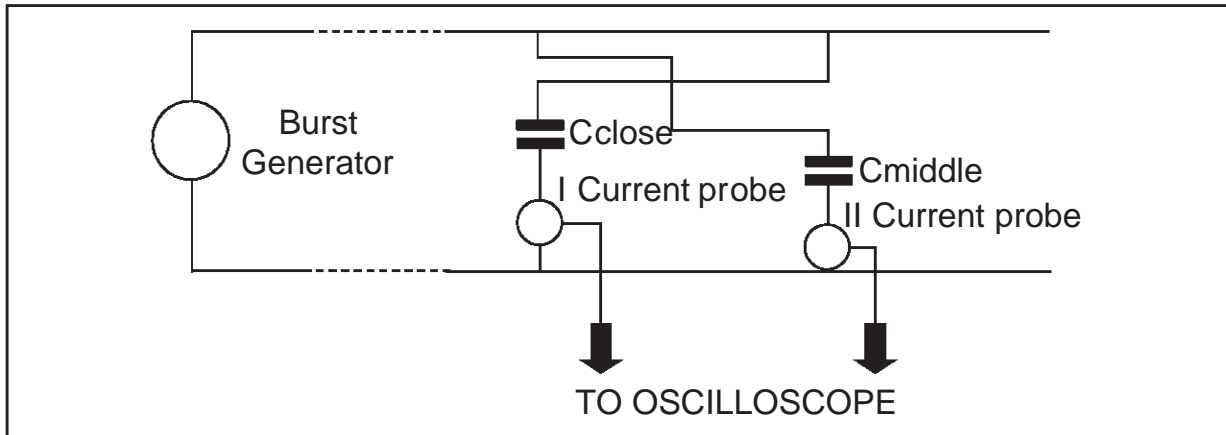 Burst
Generator
Cclose
I Current probe
Cmiddle
II Current probe
TO OSCILLOSCOPE